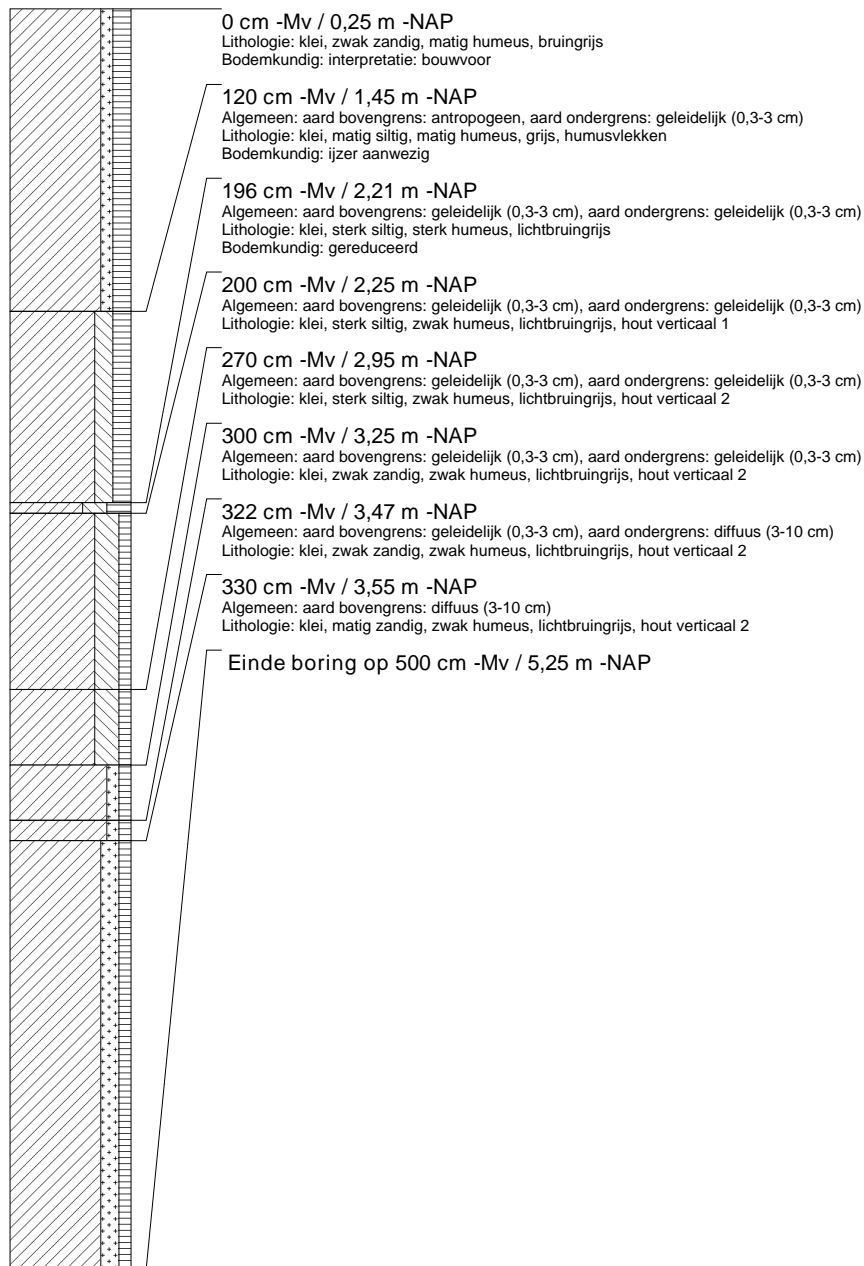 0 cm -Mv / 0,25 m -NAP
Lithologie: klei, zwak zandig, matig humeus, bruingrijs
Bodemkundig: interpretatie: bouwvoor
120 cm -Mv / 1,45 m -NAP
Algemeen: aard bovengrens: antropogeen, aard ondergrens: geleidelijk (0,3-3 cm)
Lithologie: klei, matig siltig, matig humeus, grijs, humusvlekken
Bodemkundig: ijzer aanwezig
196 cm -Mv / 2,21 m -NAP
Algemeen: aard bovengrens: geleidelijk (0,3-3 cm), aard ondergrens: geleidelijk (0,3-3 cm)
Lithologie: klei, sterk siltig, sterk humeus, lichtbruingrijs
Bodemkundig: gereduceerd
200 cm -Mv / 2,25 m -NAP
Algemeen: aard bovengrens: geleidelijk (0,3-3 cm), aard ondergrens: geleidelijk (0,3-3 cm)
Lithologie: klei, sterk siltig, zwak humeus, lichtbruingrijs, hout verticaal 1
270 cm -Mv / 2,95 m -NAP
Algemeen: aard bovengrens: geleidelijk (0,3-3 cm), aard ondergrens: geleidelijk (0,3-3 cm)
Lithologie: klei, sterk siltig, zwak humeus, lichtbruingrijs, hout verticaal 2
300 cm -Mv / 3,25 m -NAP
Algemeen: aard bovengrens: geleidelijk (0,3-3 cm), aard ondergrens: geleidelijk (0,3-3 cm)
Lithologie: klei, zwak zandig, zwak humeus, lichtbruingrijs, hout verticaal 2
322 cm -Mv / 3,47 m -NAP
Algemeen: aard bovengrens: geleidelijk (0,3-3 cm), aard ondergrens: diffuus (3-10 cm)
Lithologie: klei, zwak zandig, zwak humeus, lichtbruingrijs, hout verticaal 2
330 cm -Mv / 3,55 m -NAP
Algemeen: aard bovengrens: diffuus (3-10 cm)
Lithologie: klei, matig zandig, zwak humeus, lichtbruingrijs, hout verticaal 2
Einde boring op 500 cm -Mv / 5,25 m -NAP